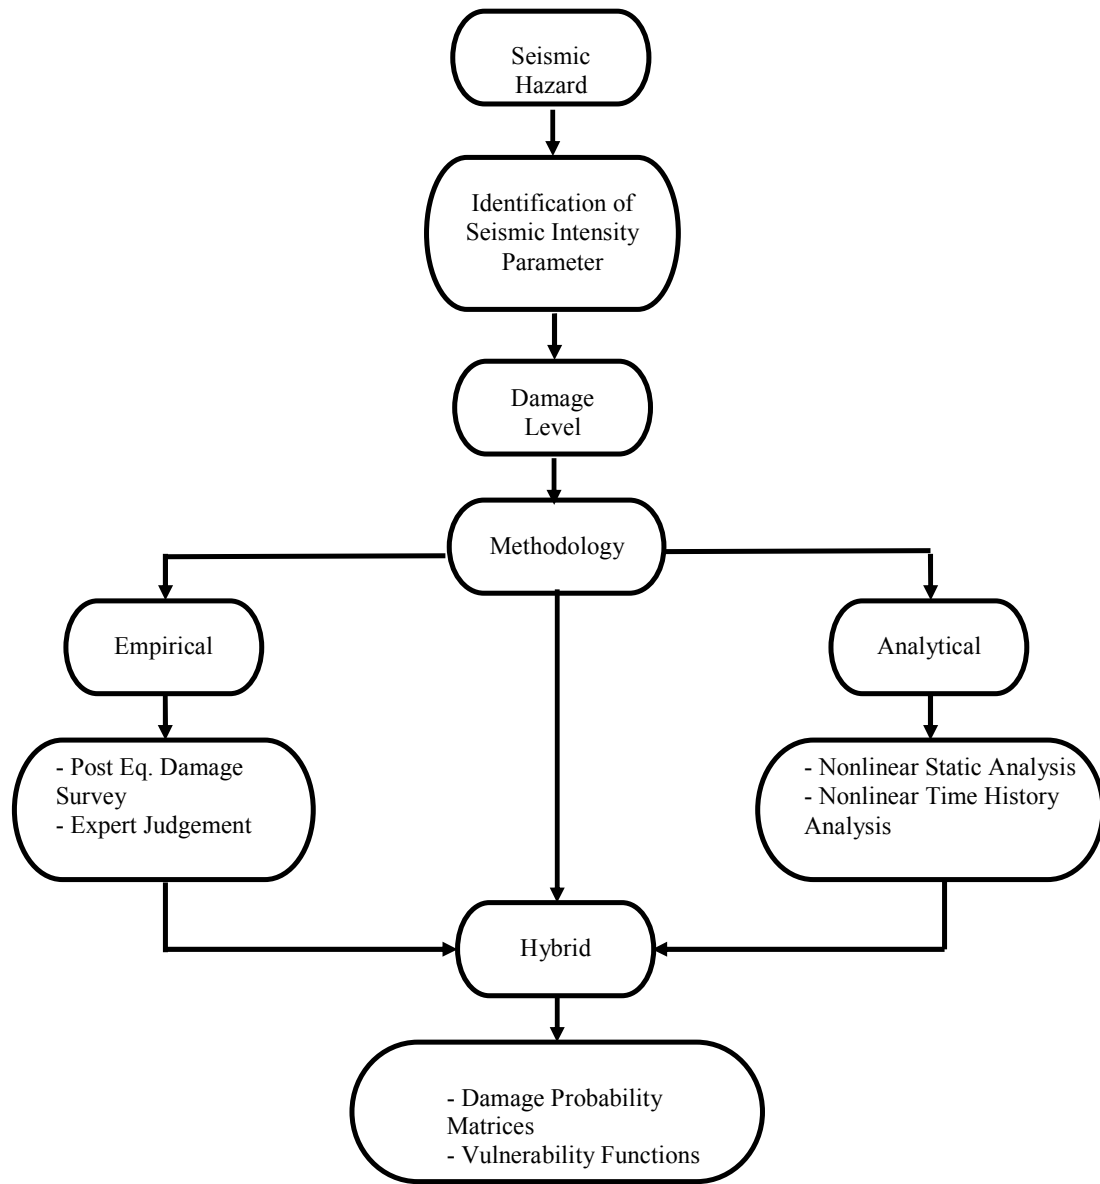 Seismic
Hazard
Identification of
Seismic Intensity
Parameter
Damage
Level
Methodology
Empirical
Analytical
- Post Eq. Damage
Survey
- Expert Judgement
- Nonlinear Static Analysis
- Nonlinear Time History
Analysis
Hybrid
- Damage Probability
Matrices
- Vulnerability Functions